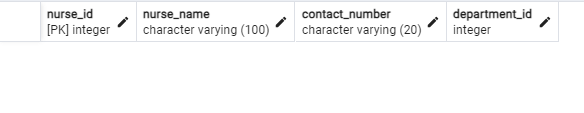 nurse_id nurse_name contact_number department_id
[PK] integer character varying (100) character varying (20) integer